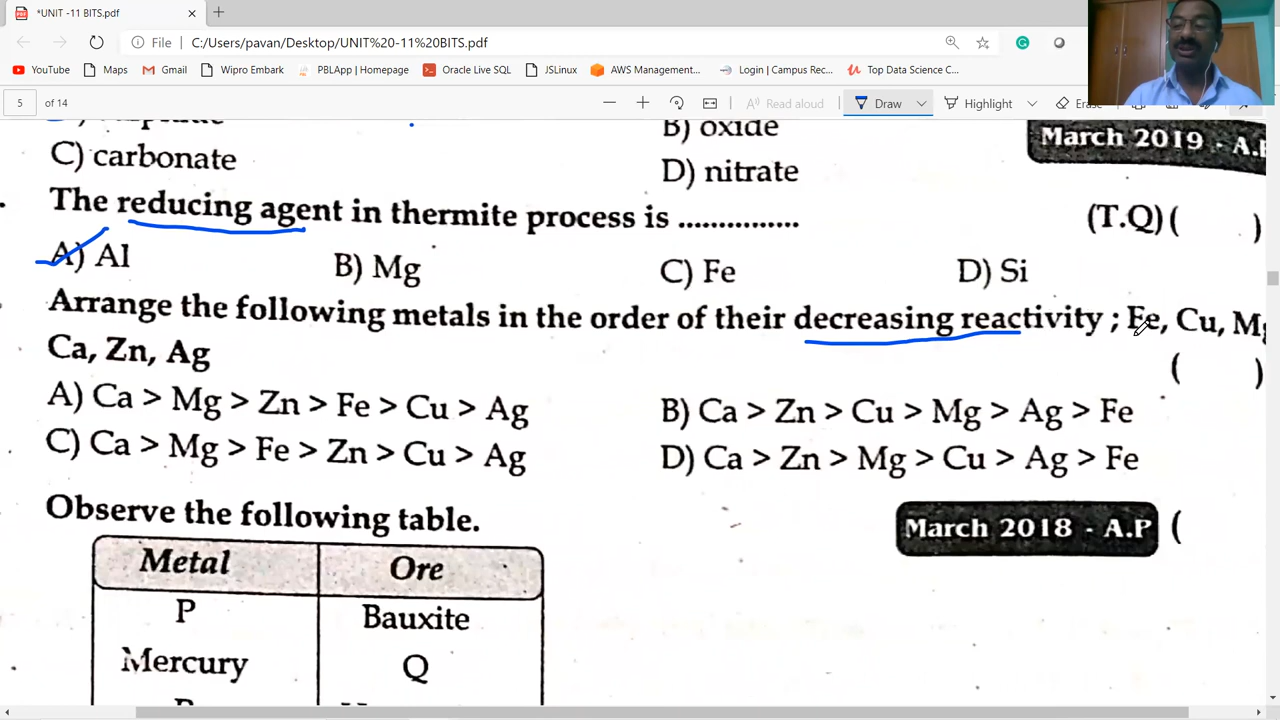 *UNIT -11 BITS.pdf
File C:/Users/pavan/Desktop/UNIT%20-11%20BITS.pdf
YouTube Maps Gmail Wipro Embark PBLApp | Homepage Oracle Live SQL JSLinux AWS Management... Login | Campus Rec... Top Data Science C...
5 of 14 Read aloud Draw Highlight Erase
B) oxide
March 2019 - A.
C) carbonate D) nitrate
The reducing agent in thermite process is ............... (T.Q) ( )
A) Al B) Mg C) Fe D) Si
Arrange the following metals in the order of their decreasing reactivity ; Fe, Cu, Mg
Ca, Zn, Ag ( )
A) Ca > Mg > Zn > Fe > Cu > Ag B) Ca > Zn > Cu > Mg > Ag > Fe
C) Ca > Mg > Fe > Zn > Cu > Ag D) Ca > Zn > Mg > Cu > Ag > Fe
Observe the following table. March 2018 - A.P (
Metal Ore
P Bauxite
Mercury Q